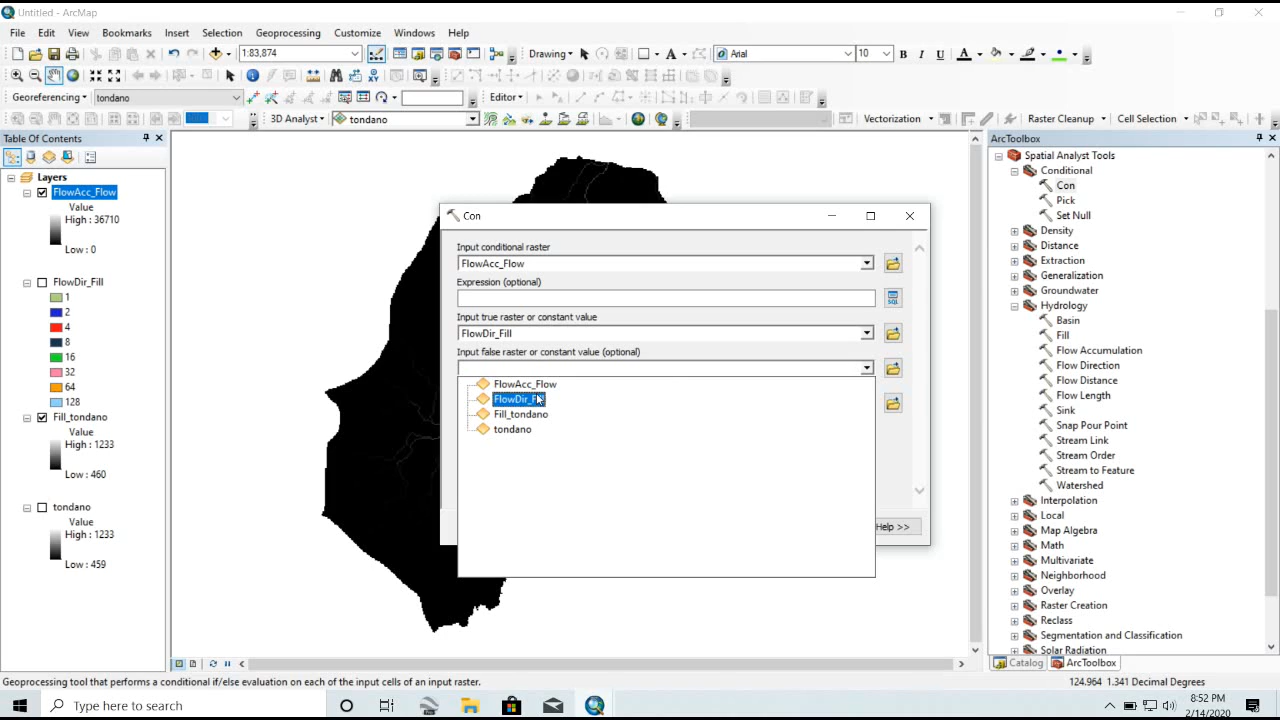 Untitled - ArcMap
File Edit View Bookmarks Insert Selection Geoprocessing Customize Windows Help
1:83,874 Drawing Arial 10 B I U A
Georeferencing tondano Editor
3D Analyst tondano Vectorization Raster Cleanup Cell Selection
Table Of Contents
Layers
FlowAcc_Flow
Value
High : 36710
Low : 0
FlowDir_Fill
1
2
4
8
16
32
64
128
Fill_tondano
Value
High : 1233
Low : 460
tondano
Value
High : 1233
Low : 459
Con
Input conditional raster
FlowAcc_Flow
Expression (optional)
SQL
Input true raster or constant value
FlowDir_Fill
Input false raster or constant value (optional)
FlowAcc_Flow
FlowDir_Fill
Fill_tondano
tondano
Help >>
ArcToolbox
Spatial Analyst Tools
Conditional
Con
Pick
Set Null
Density
Distance
Extraction
Generalization
Groundwater
Hydrology
Basin
Fill
Flow Accumulation
Flow Direction
Flow Distance
Flow Length
Sink
Snap Pour Point
Stream Link
Stream Order
Stream to Feature
Watershed
Interpolation
Local
Map Algebra
Math
Multivariate
Neighborhood
Overlay
Raster Creation
Reclass
Segmentation and Classification
Solar Radiation
Catalog ArcToolbox
Geoprocessing tool that performs a conditional if/else evaluation on each of the input cells of an input raster.
124.964 1.341 Decimal Degrees
Type here to search
8:52 PM
2/14/2020